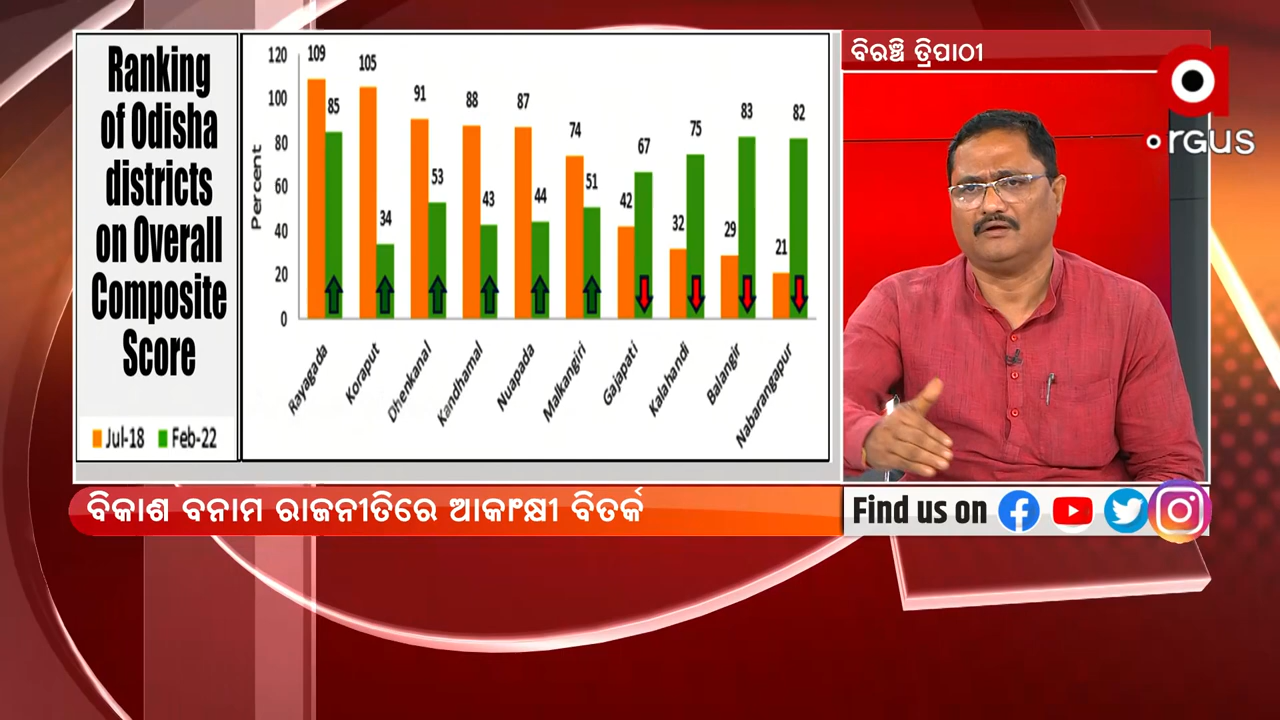 Ranking
of Odisha
districts
on Overall
Composite
Score
Jul-18 Feb-22
Percent
120
100
80
60
40
20
0
109 85
105 34
91 53
88 43
87 44
74 51
42 67
32 75
29 83
21 82
Rayagada
Koraput
Dhenkanal
Kandhamal
Nuapada
Malkangiri
Gajapati
Kalahandi
Balangir
Nabarangapur
ବିରଞ୍ଚି ତ୍ରିପାଠୀ
a
orgus
ବିକାଶ ବନାମ ରାଜନୀତିରେ ଆକାଂକ୍ଷୀ ବିତର୍କ
Find us on